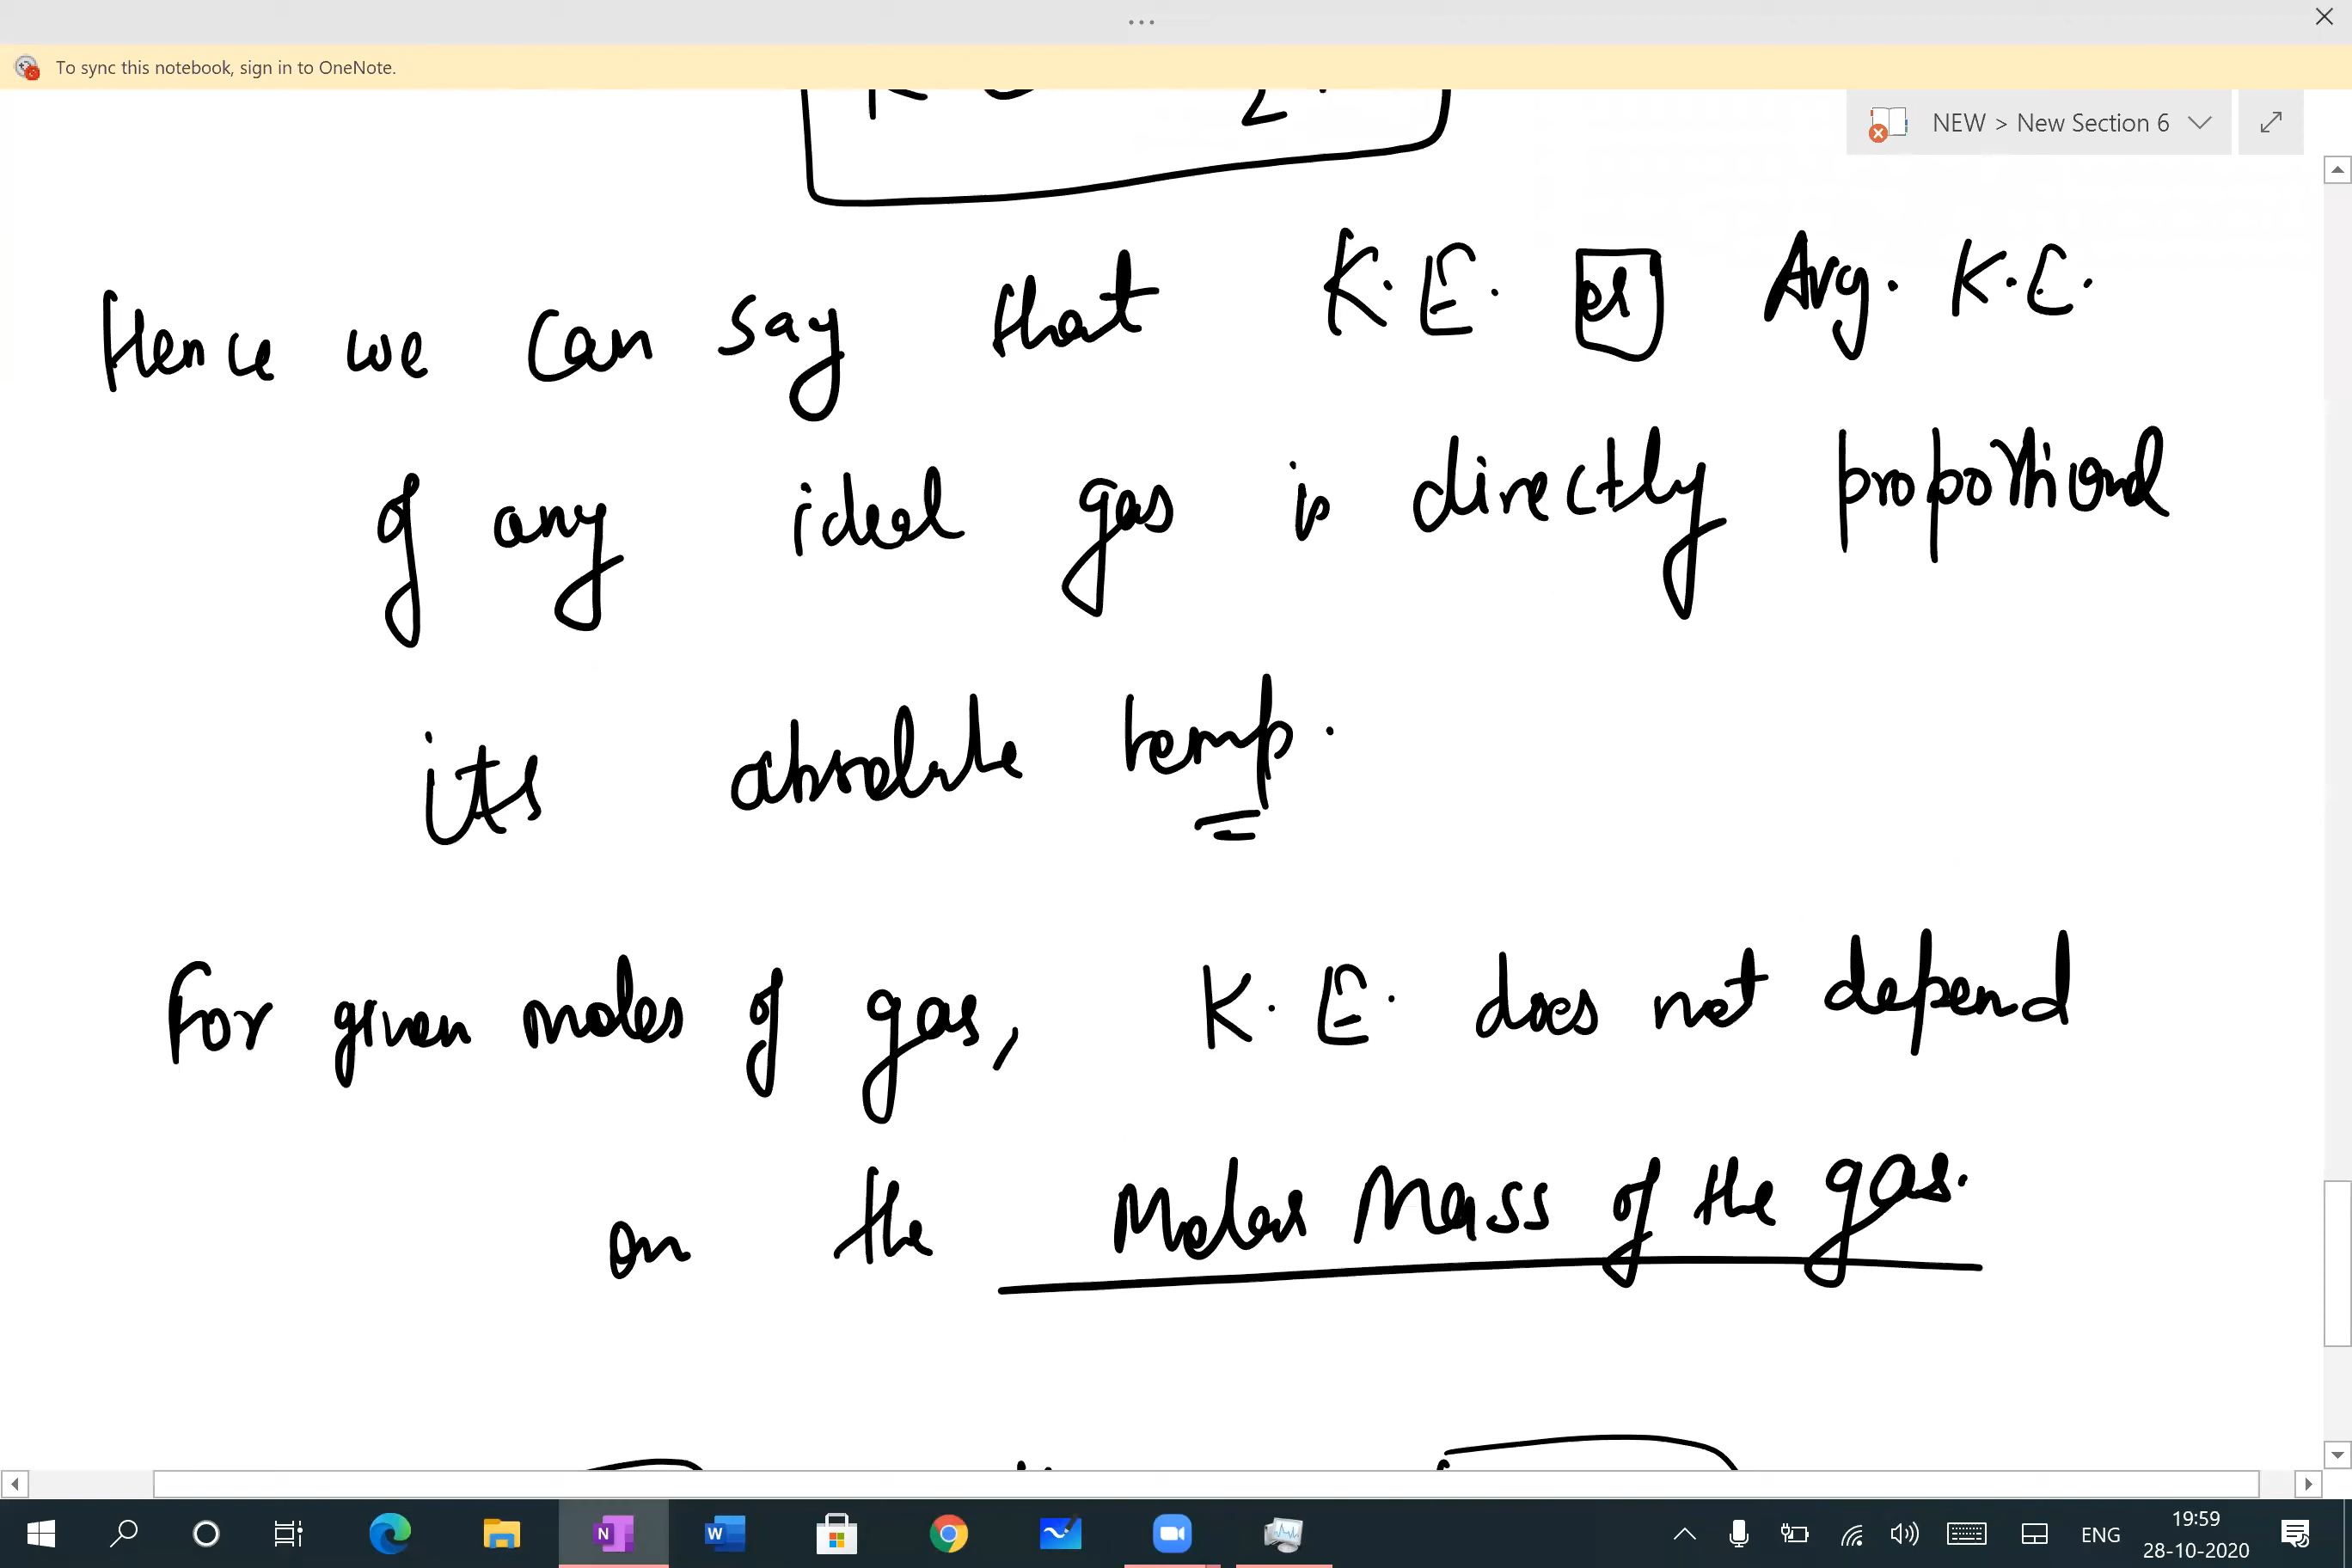 To sync this notebook, sign in to OneNote.
NEW > New Section 6
Hence we can say that K.E. or Avg. K.E.
of any ideal gas is directly proportional
its absolute temp.
For given moles of gas, K.E. does not depend
on the Molar Mass of the gas.
ENG
19:59
28-10-2020